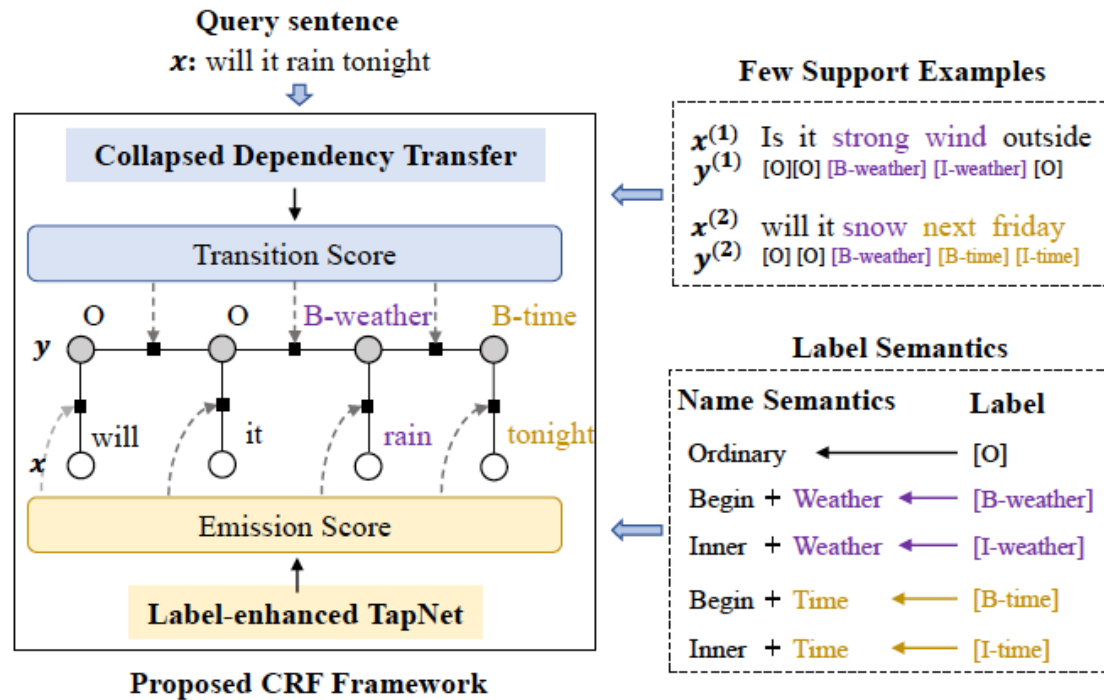 Query sentence
x: will it rain tonight
Collapsed Dependency Transfer
Transition Score
O O B-weather B-time
y
will it rain tonight
x
Emission Score
Label-enhanced TapNet
Proposed CRF Framework
Few Support Examples
x(1) Is it strong wind outside
y(1) [O][O] [B-weather] [I-weather] [O]
x(2) will it snow next friday
y(2) [O] [O] [B-weather] [B-time] [I-time]
Label Semantics
Name Semantics Label
Ordinary [O]
Begin + Weather [B-weather]
Inner + Weather [I-weather]
Begin + Time [B-time]
Inner + Time [I-time]